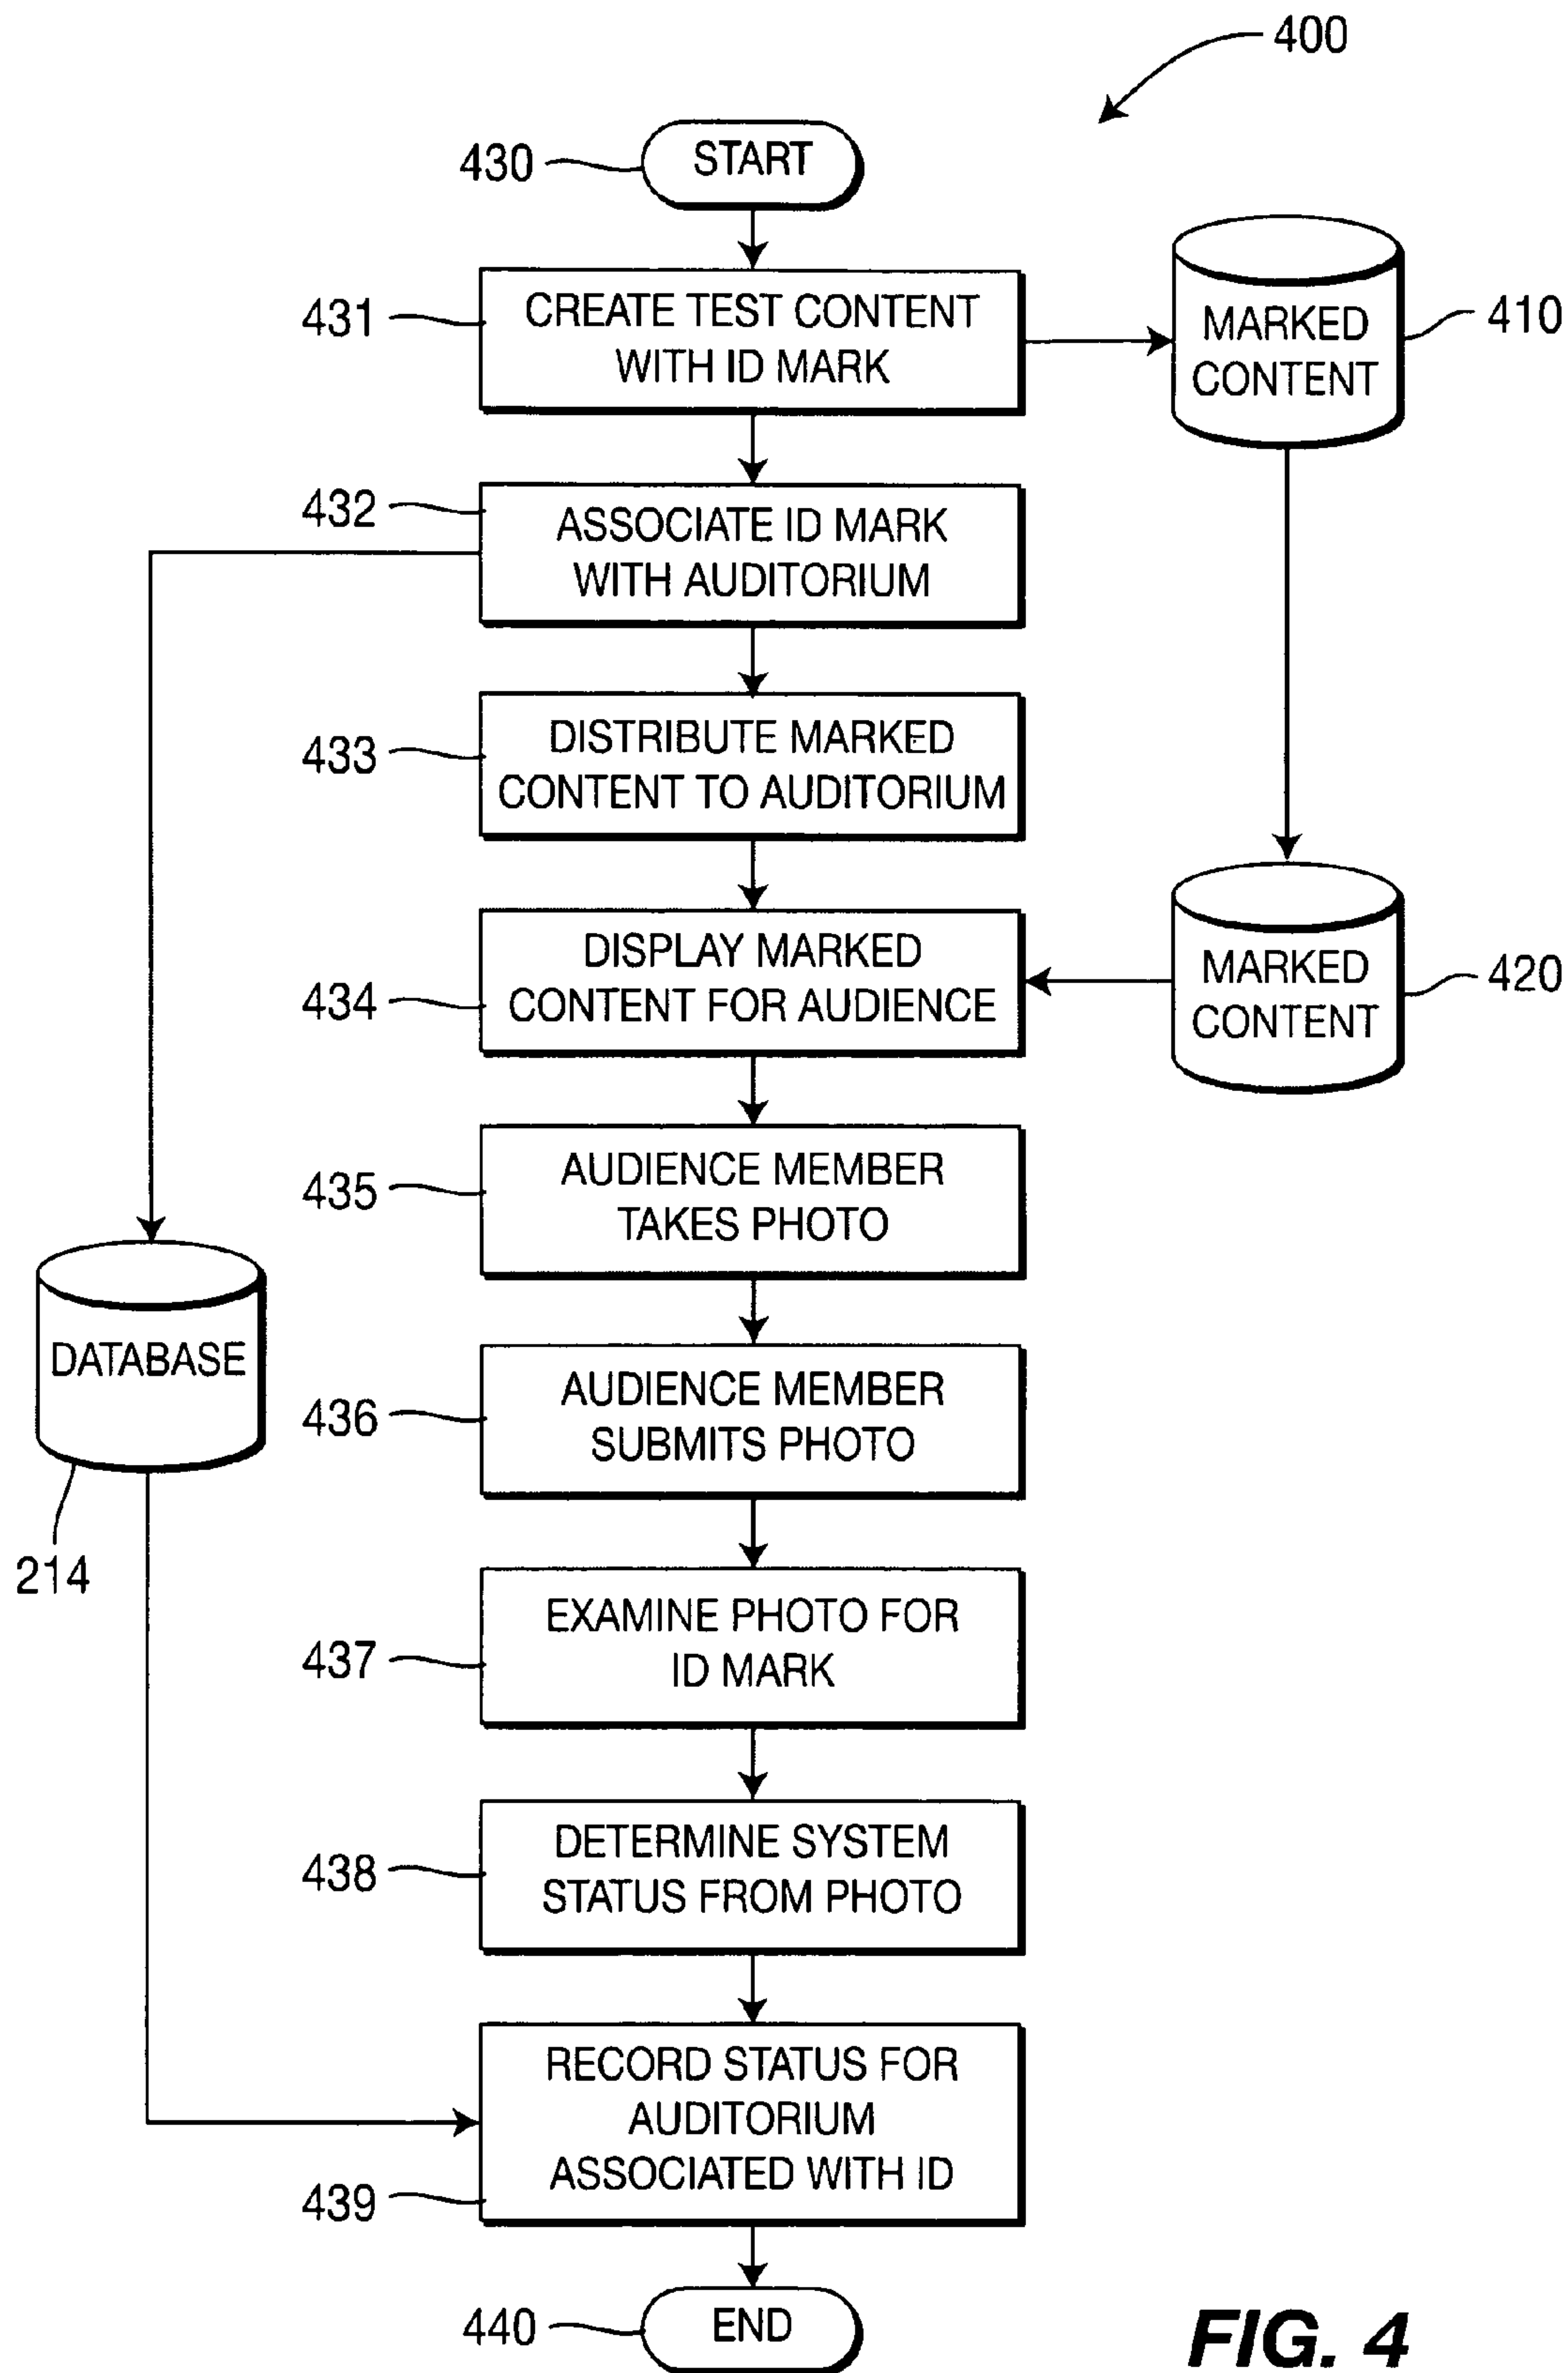 400
430
START
431
CREATE TEST CONTENT
WITH ID MARK
MARKED
CONTENT
410
432
ASSOCIATE ID MARK
WITH AUDITORIUM
433
DISTRIBUTE MARKED
CONTENT TO AUDITORIUM
434
DISPLAY MARKED
CONTENT FOR AUDIENCE
MARKED
CONTENT
420
435
AUDIENCE MEMBER
TAKES PHOTO
DATABASE
214
436
AUDIENCE MEMBER
SUBMITS PHOTO
437
EXAMINE PHOTO FOR
ID MARK
438
DETERMINE SYSTEM
STATUS FROM PHOTO
439
RECORD STATUS FOR
AUDITORIUM
ASSOCIATED WITH ID
440
END
FIG. 4